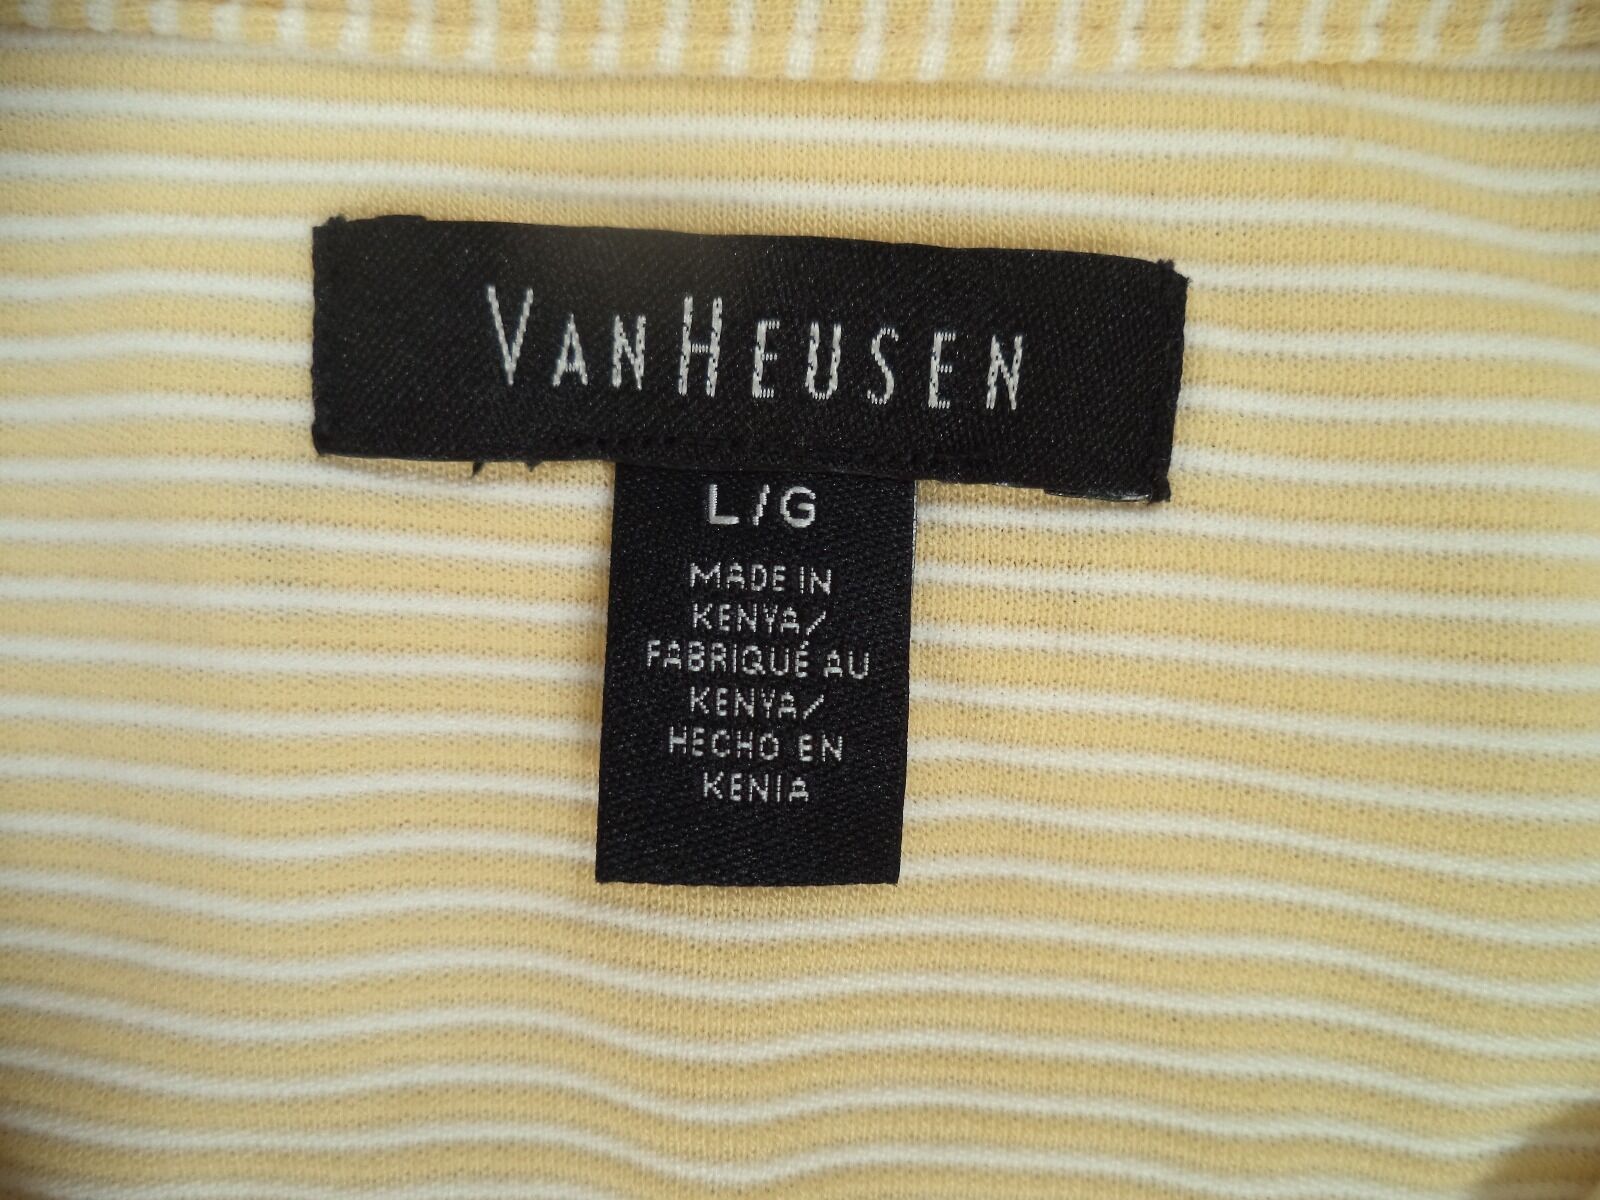 VANHEUSEN
L/G
MADE IN
KENYA/
FABRIQUÉ AU
KENYA/
HECHO EN
KENIA